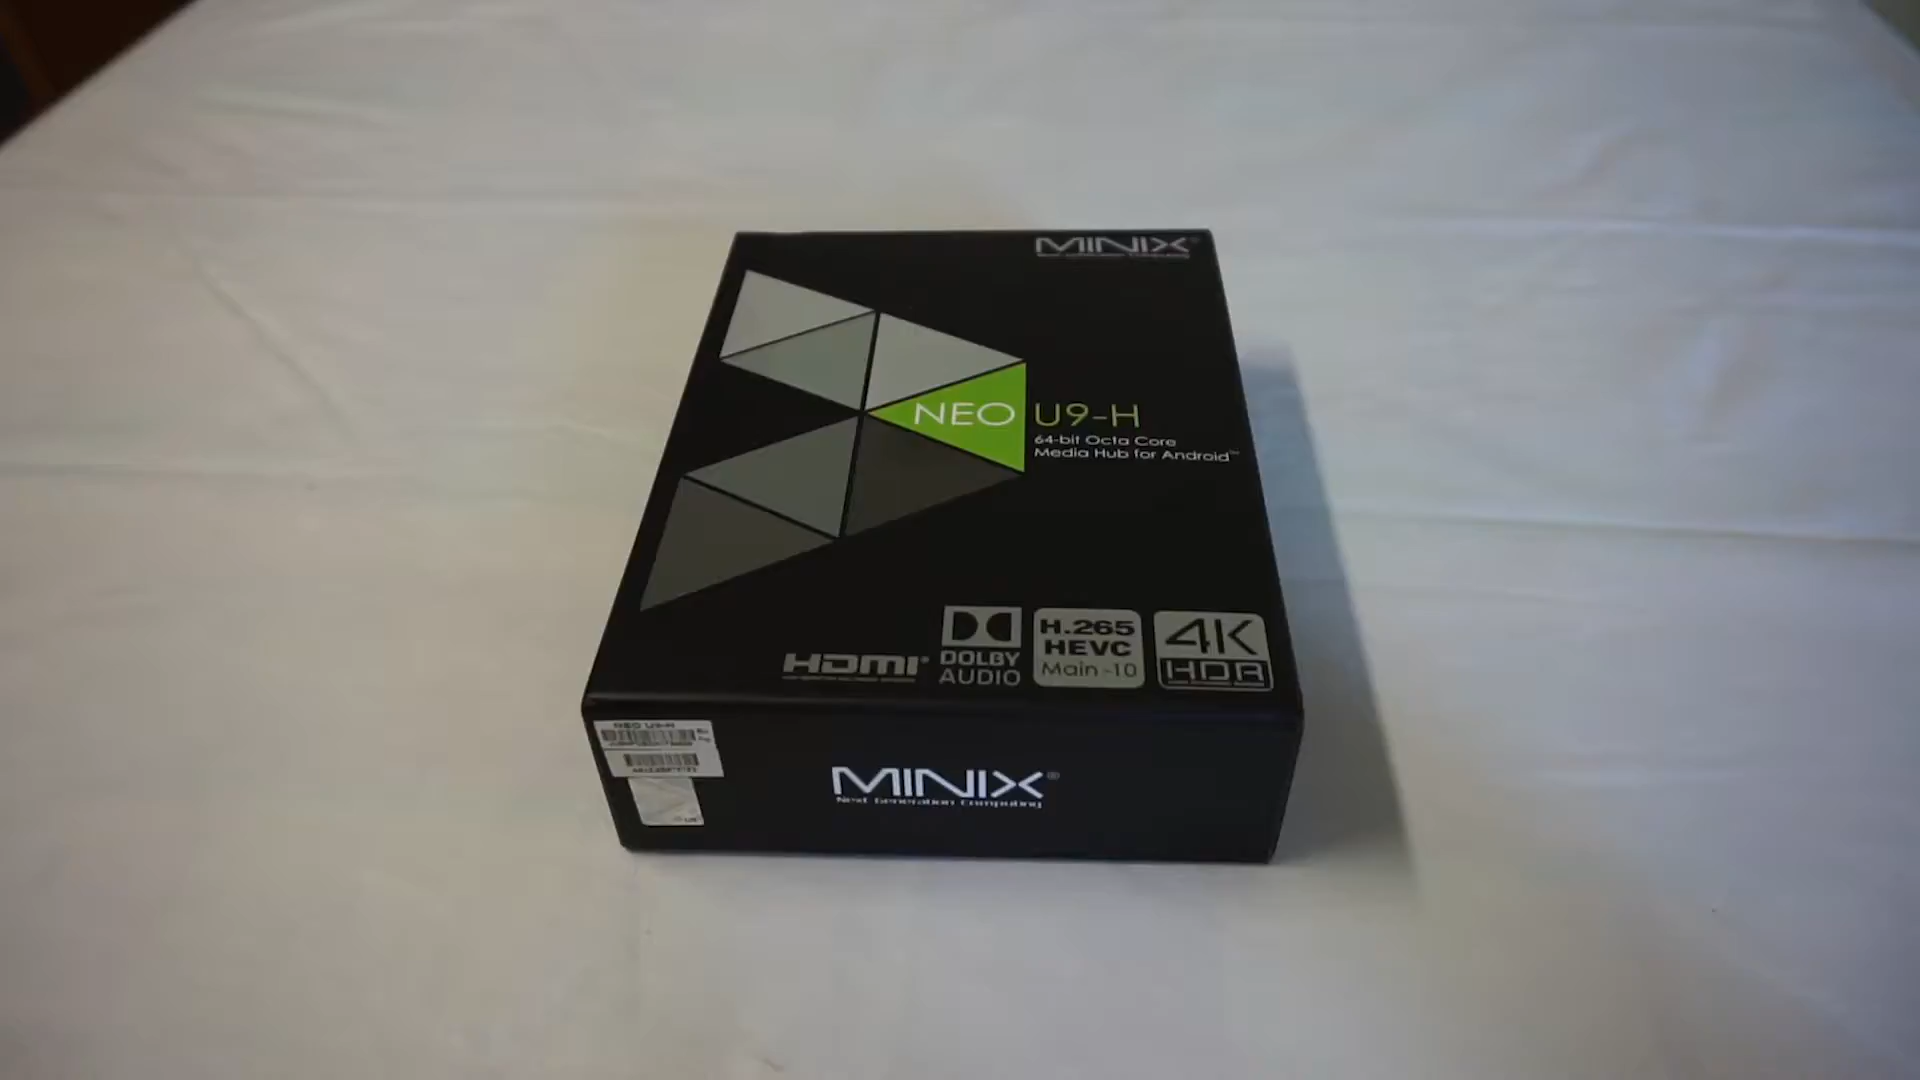 MINIX®
NEO U9-H
64-bit Octa Core
Media Hub for Android™
HDMI®
DOLBY
AUDIO
H.265
HEVC
Main-10
4K
HDR
NEO U9-H
MINIX®
Next Generation Computing